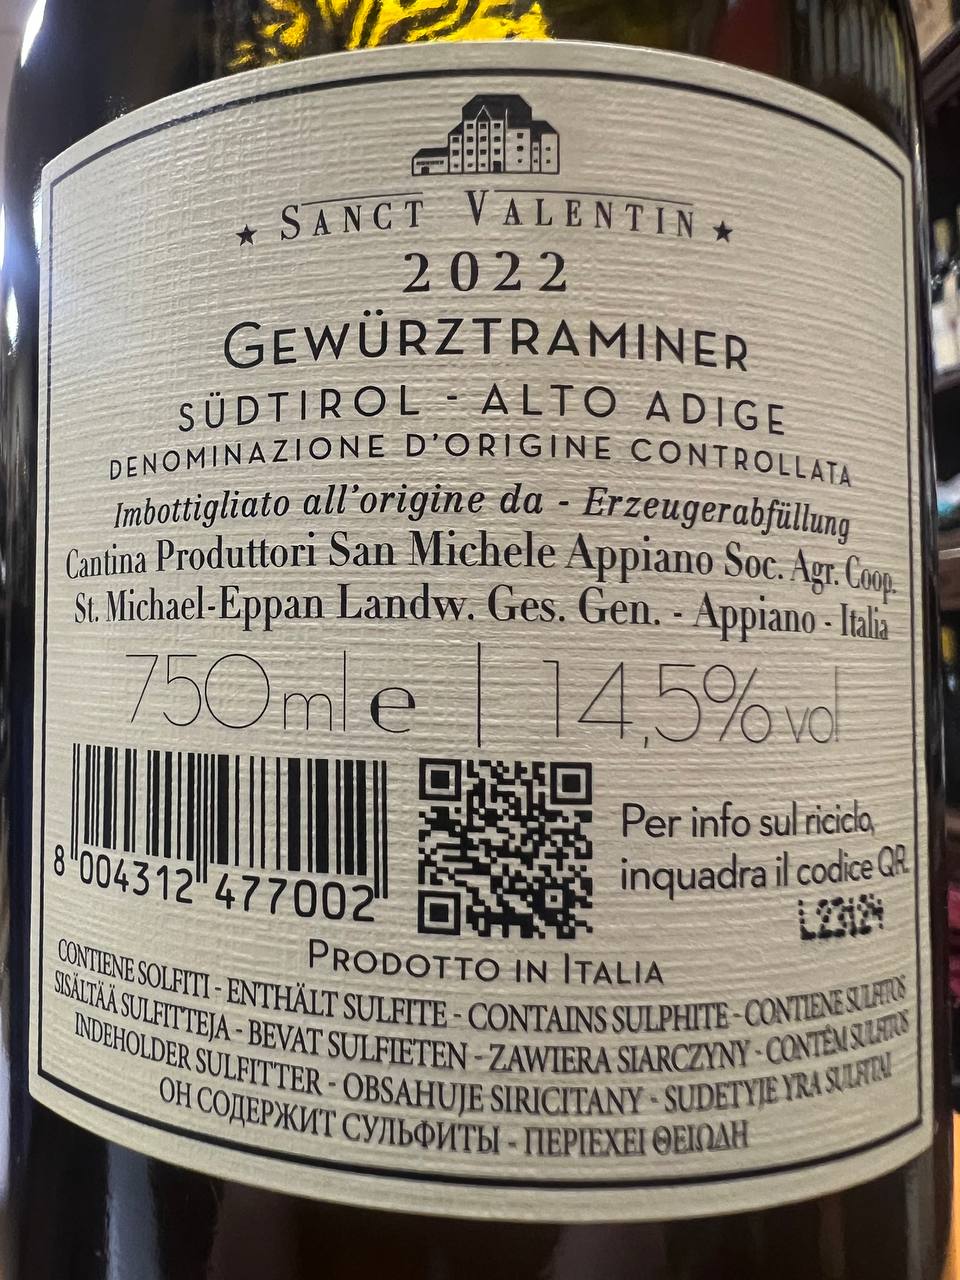 ★ SANCT VALENTIN ★
2022
GEWÜRZTRAMINER
SÜDTIROL - ALTO ADIGE
DENOMINAZIONE D'ORIGINE CONTROLLATA
Imbottigliato all'origine da - Erzeugerabfüllung
Cantina Produttori San Michele Appiano Soc. Agr. Coop.
St. Michael-Eppan Landw. Ges. Gen. - Appiano - Italia
750 ml e | 14,5% vol
Per info sul riciclo,
inquadra il codice QR.
L23124
8 004312 477002
PRODOTTO IN ITALIA
CONTIENE SOLFITI - ENTHÄLT SULFITE - CONTAINS SULPHITE - CONTIENE SULFITOS
SISÄLTÄÄ SULFITTEJA - BEVAT SULFIETEN - ZAWIERA SIARCZYNY - CONTÉM SULFITOS
INDEHOLDER SULFITTER - OBSAHUJE SIRICITANY - SUDETYJE YRA SULFITAI
ОН СОДЕРЖИТ СУЛЬФИТЫ - ΠΕΡΙΕΧΕΙ ΘΕΙΩΔΗ